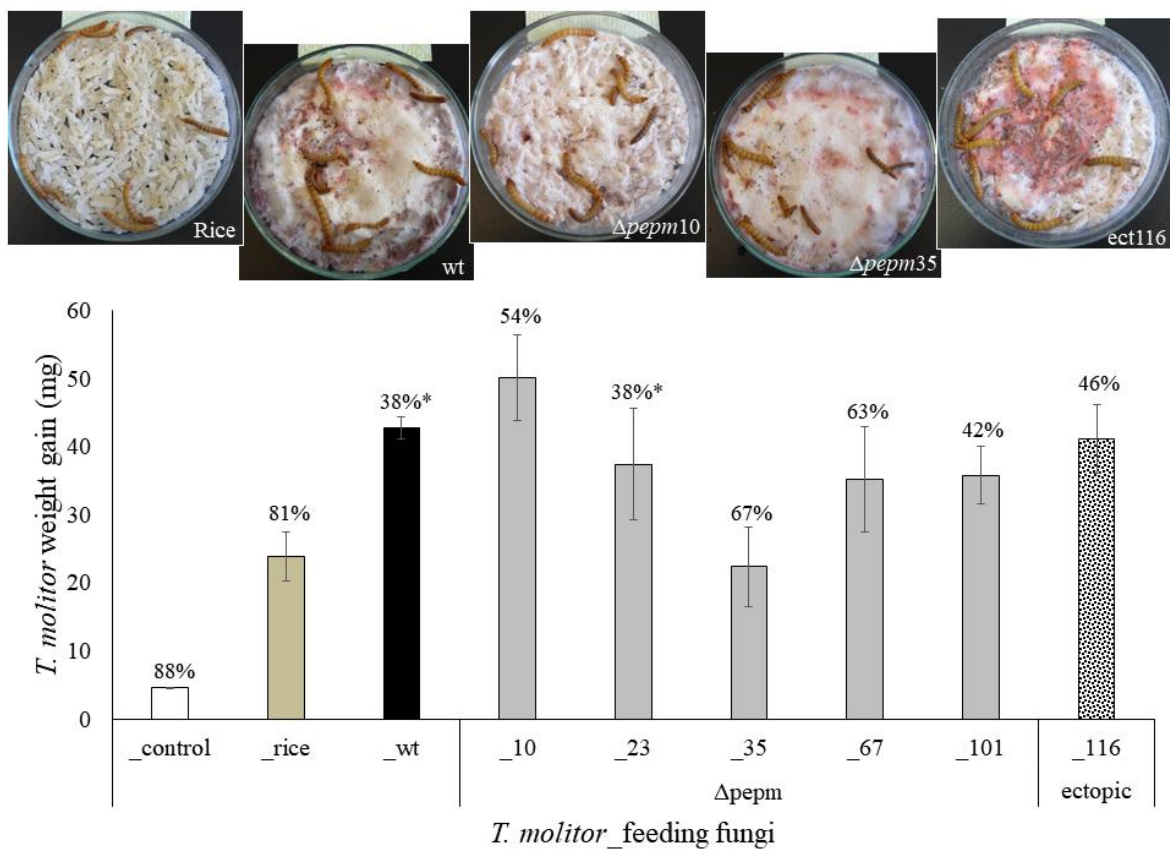 Rice
wt
Δpepm10
Δpepm35
ect116
T. molitor weight gain (mg)
60
50
40
30
20
10
0
88%
81%
38%*
54%
38%*
67%
63%
42%
46%
_control _rice _wt _10 _23 _35 _67 _101 _116
Δpepm ectopic
T. molitor_feeding fungi